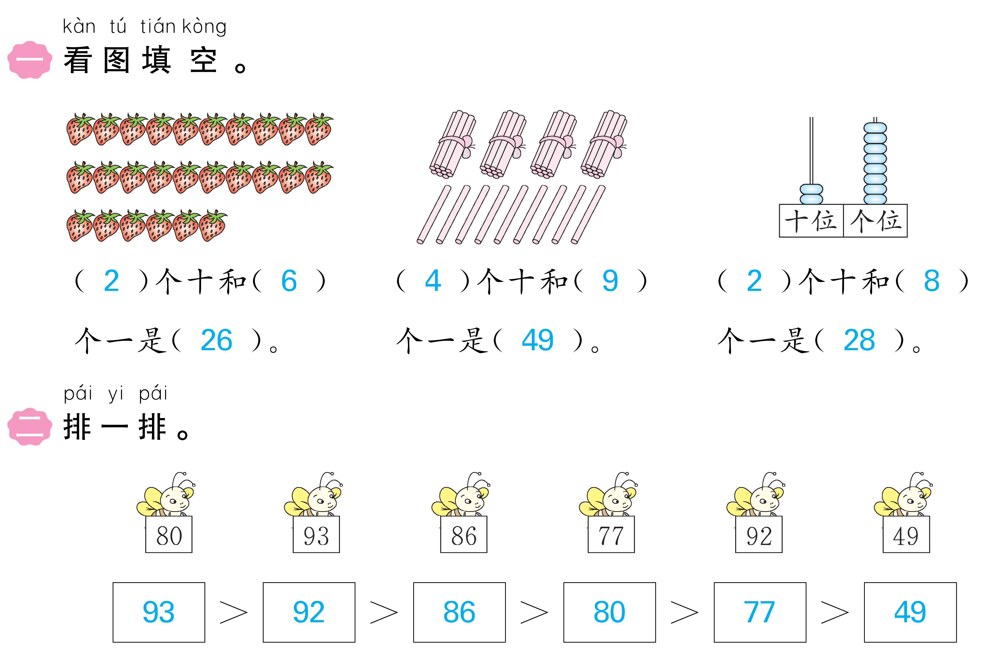 kàn tú tián kòng
一 看图填空。
十位 个位
( 2 )个十和( 6 ) ( 4 )个十和( 9 ) ( 2 )个十和( 8 )
个一是( 26 )。 个一是( 49 )。 个一是( 28 )。
pái yi pái
二 排一排。
80 93 86 77 92 49
93 > 92 > 86 > 80 > 77 > 49